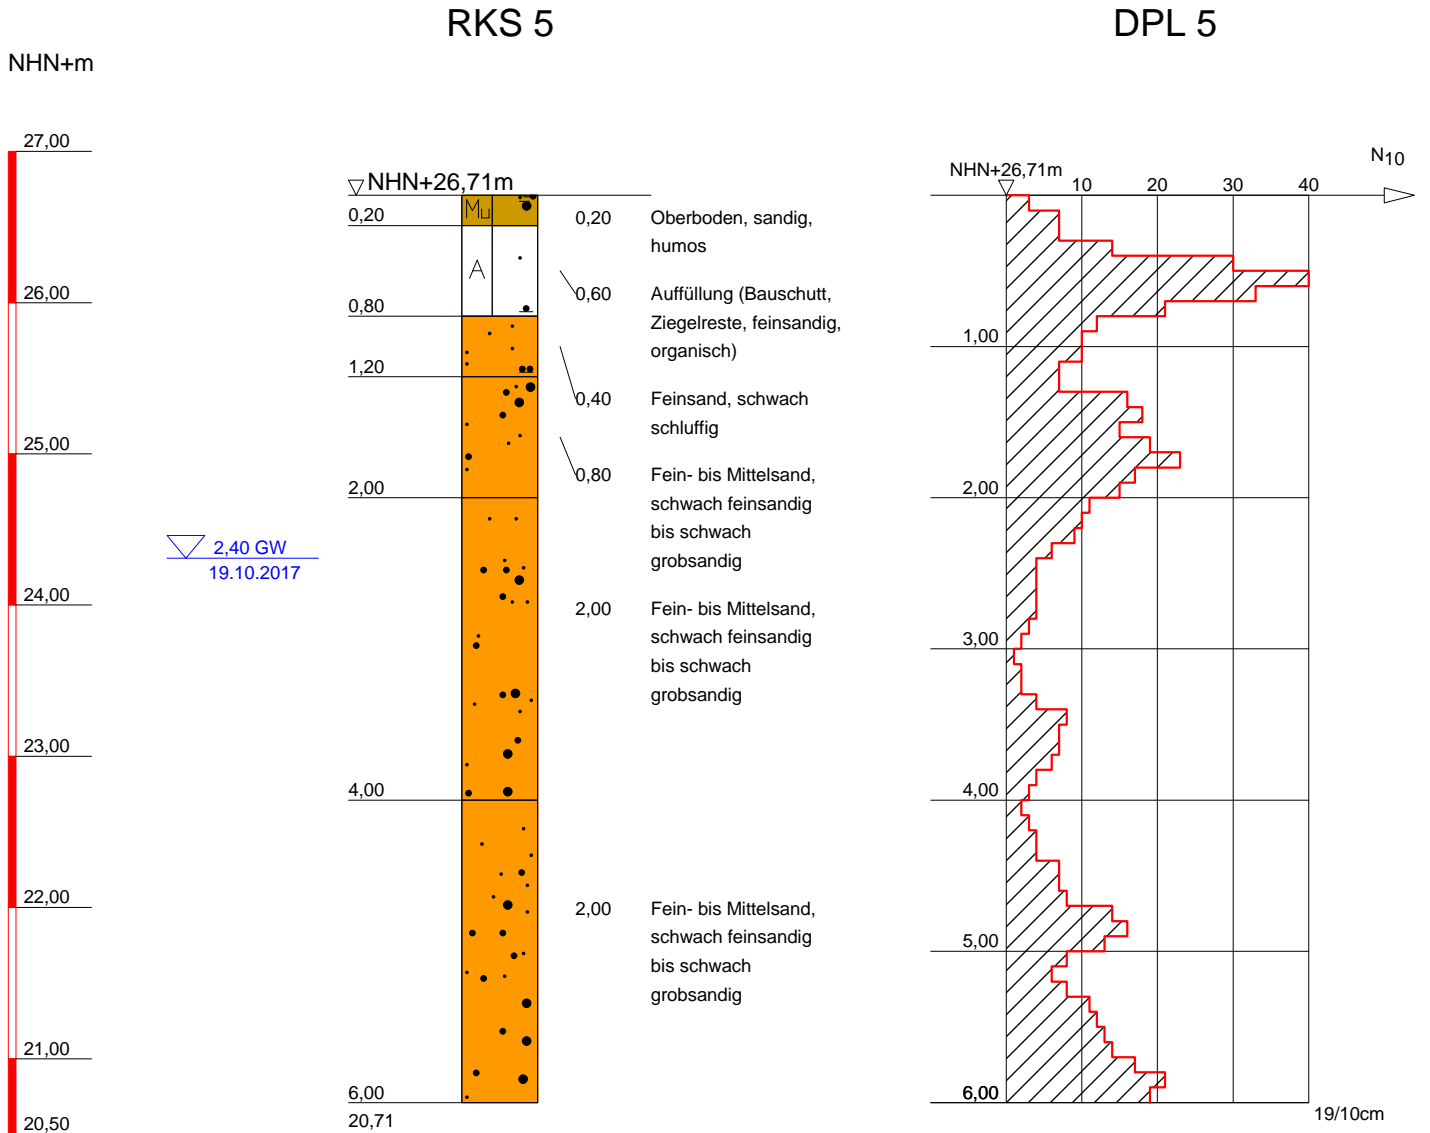 RKS 5
DPL 5
NHN+m
27,00
26,00
25,00
24,00
23,00
22,00
21,00
20,50
2,40 GW
19.10.2017
NHN+26,71m
0,20
0,80
1,20
2,00
4,00
6,00
20,71
Mu
A
0,20
Oberboden, sandig,
humos
0,60
Auffüllung (Bauschutt,
Ziegelreste, feinsandig,
organisch)
0,40
Feinsand, schwach
schluffig
0,80
Fein- bis Mittelsand,
schwach feinsandig
bis schwach
grobsandig
2,00
Fein- bis Mittelsand,
schwach feinsandig
bis schwach
grobsandig
2,00
Fein- bis Mittelsand,
schwach feinsandig
bis schwach
grobsandig
N10
NHN+26,71m
10 20 30 40
1,00
2,00
3,00
4,00
5,00
6,00
19/10cm